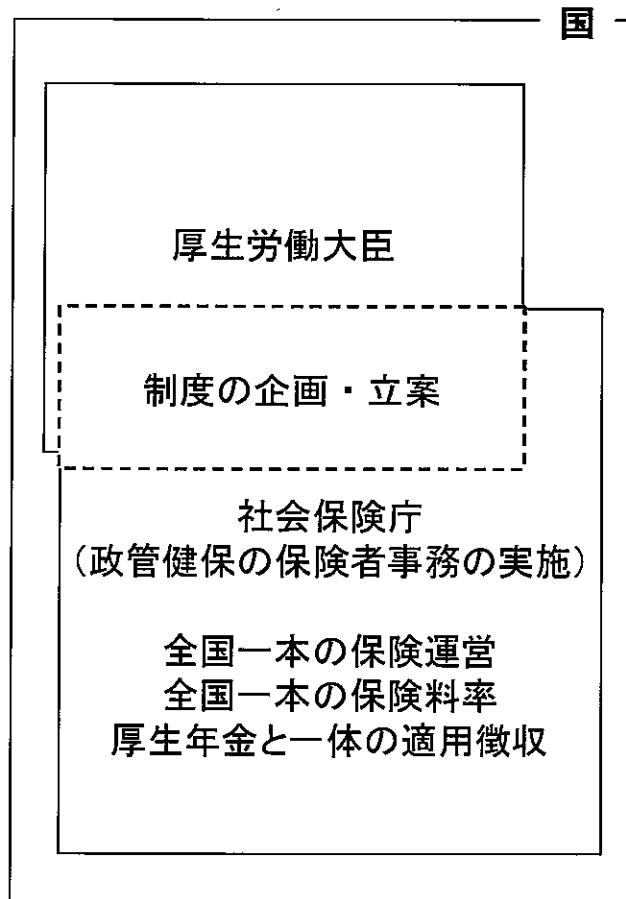 国
厚生労働大臣
制度の企画・立案
社会保険庁
（政管健保の保険者事務の実施）
全国一本の保険運営
全国一本の保険料率
厚生年金と一体の適用徴収